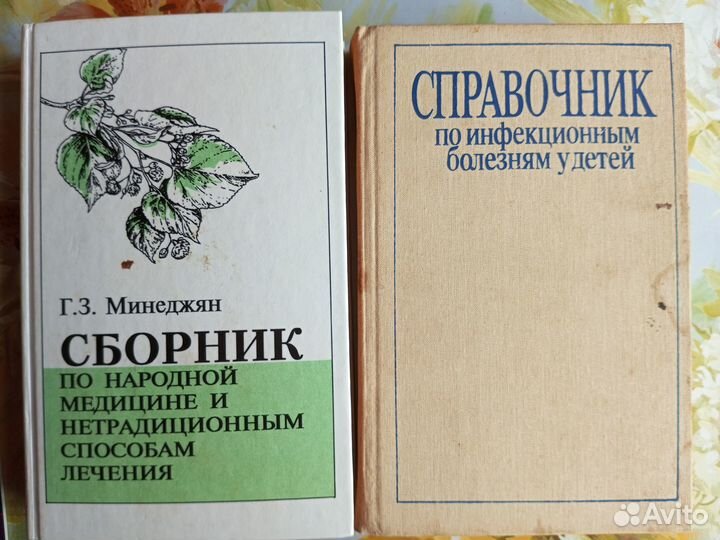 Г.З. Минеджян
СБОРНИК
ПО НАРОДНОЙ
МЕДИЦИНЕ И
НЕТРАДИЦИОННЫМ
СПОСОБАМ
ЛЕЧЕНИЯ
СПРАВОЧНИК
по инфекционным
болезням у детей
Avito